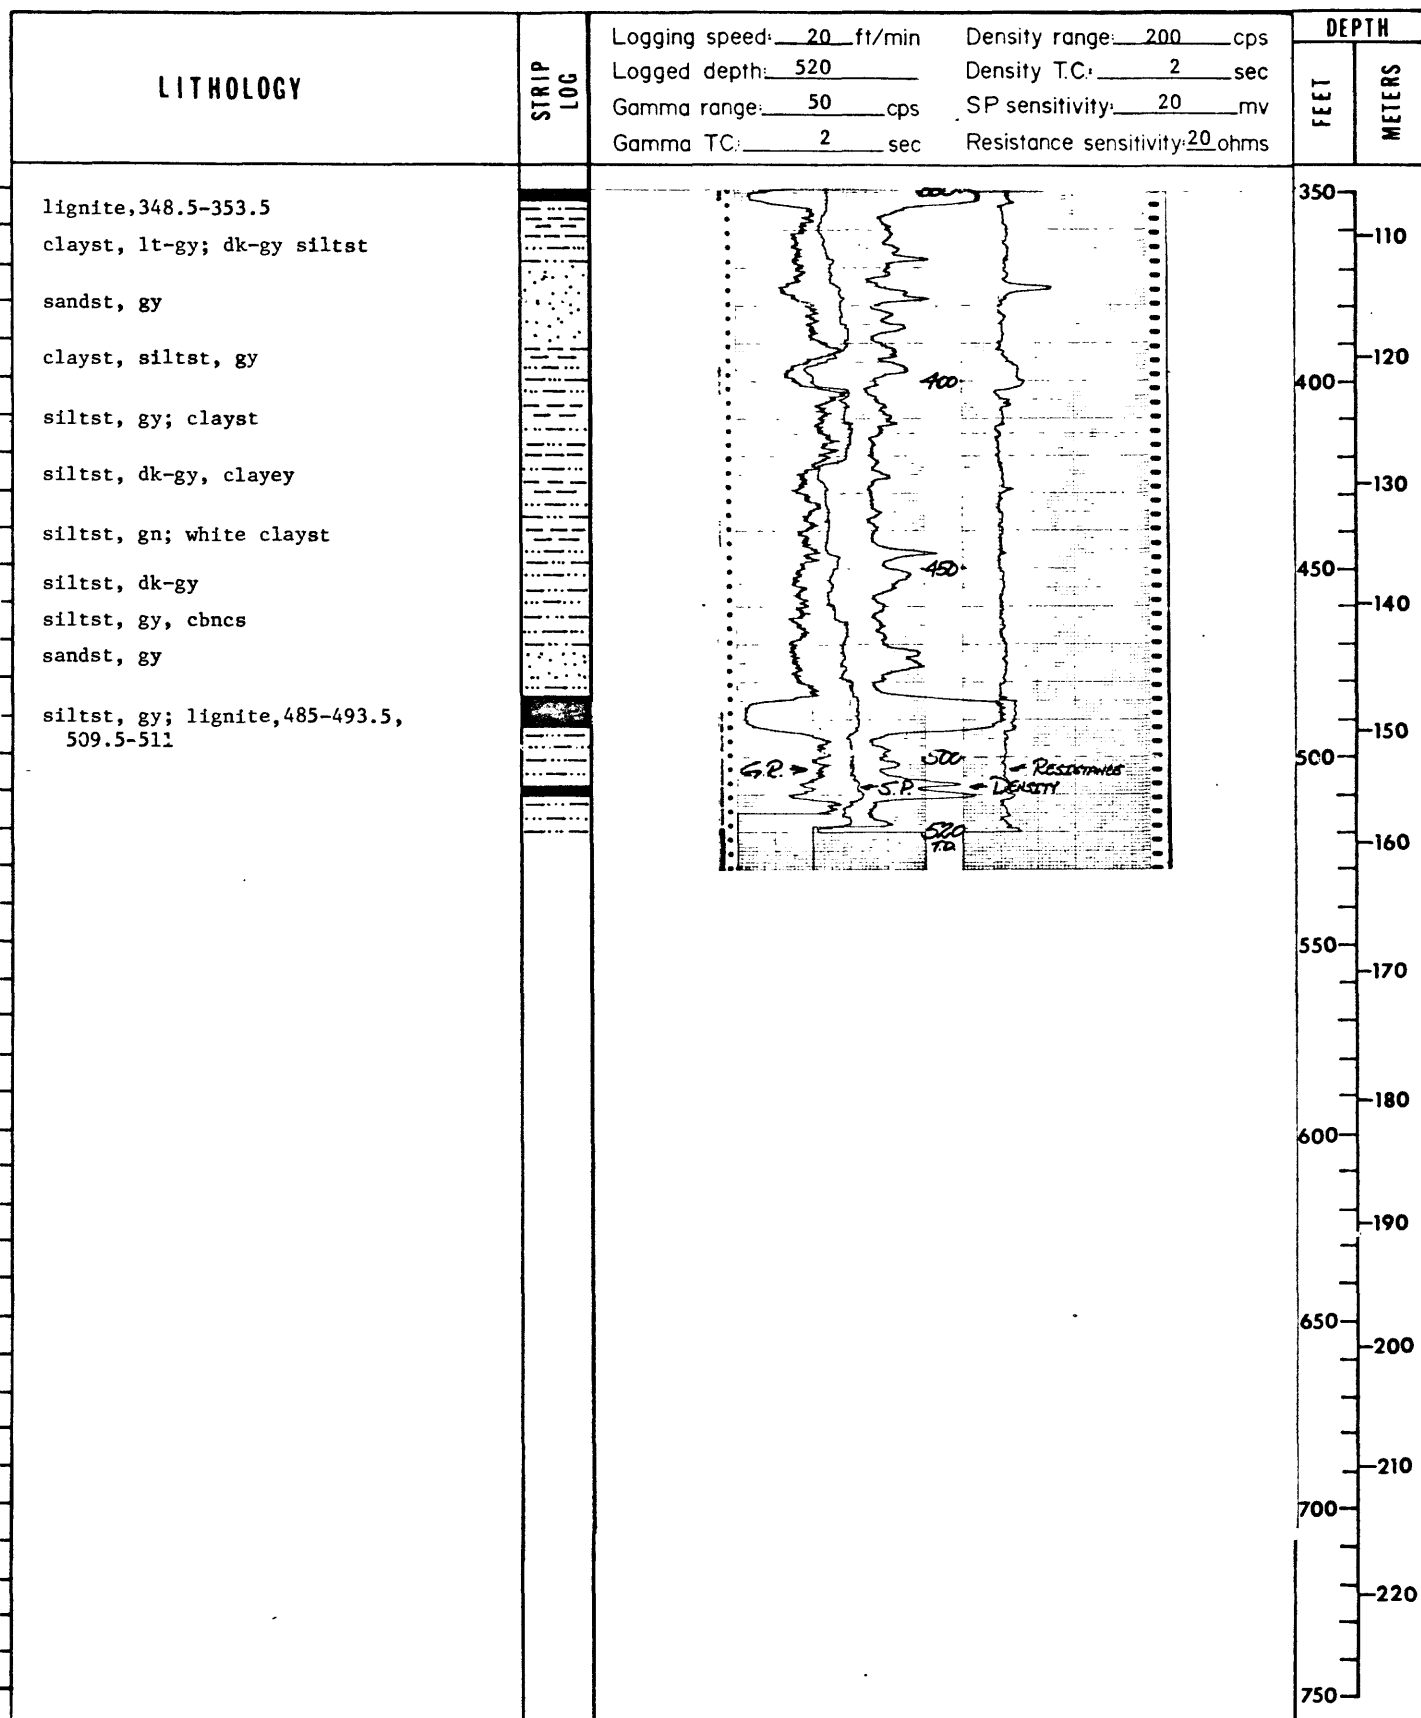 LITHOLOGY
STRIP LOG
Logging speed: 20 ft/min
Density range: 200 cps
Logged depth: 520
Density T.C.: 2 sec
Gamma range: 50 cps
SP sensitivity: 20 mv
Gamma TC.: 2 sec
Resistance sensitivity: 20 ohms
DEPTH
FEET
METERS
lignite,348.5-353.5
clayst, lt-gy; dk-gy siltst
sandst, gy
clayst, siltst, gy
siltst, gy; clayst
siltst, dk-gy, clayey
siltst, gn; white clayst
siltst, dk-gy
siltst, gy, cbncs
sandst, gy
siltst, gy; lignite,485-493.5,
509.5-511
400
450
500
G.R.
RESISTANCE
S.P.
DENSITY
520
T.D.
350
-110
-120
400
-130
450
-140
-150
500
-160
550
-170
-180
600
-190
650
-200
-210
700
-220
750